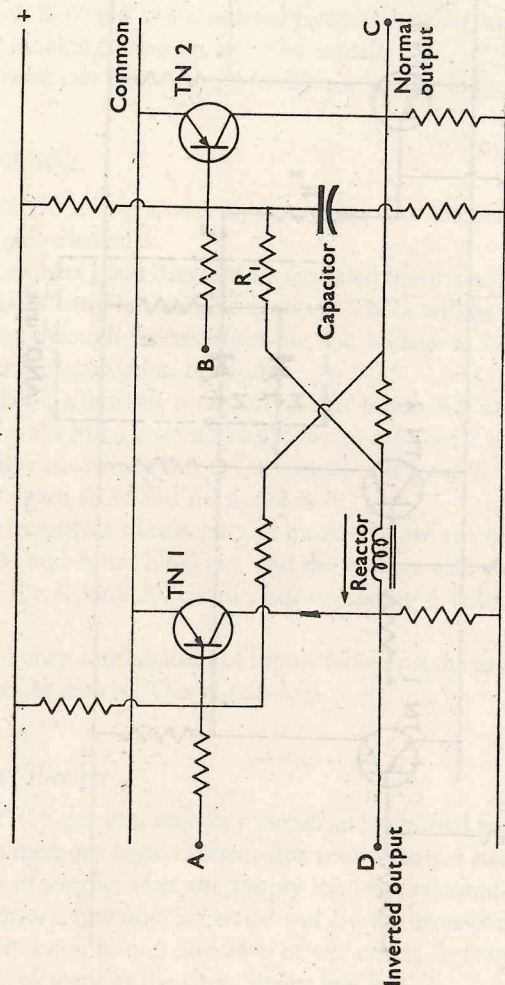 +
Common
TN 2
C
Normal
output
B
R1
Capacitor
TN 1
Reactor
A
D
Inverted output